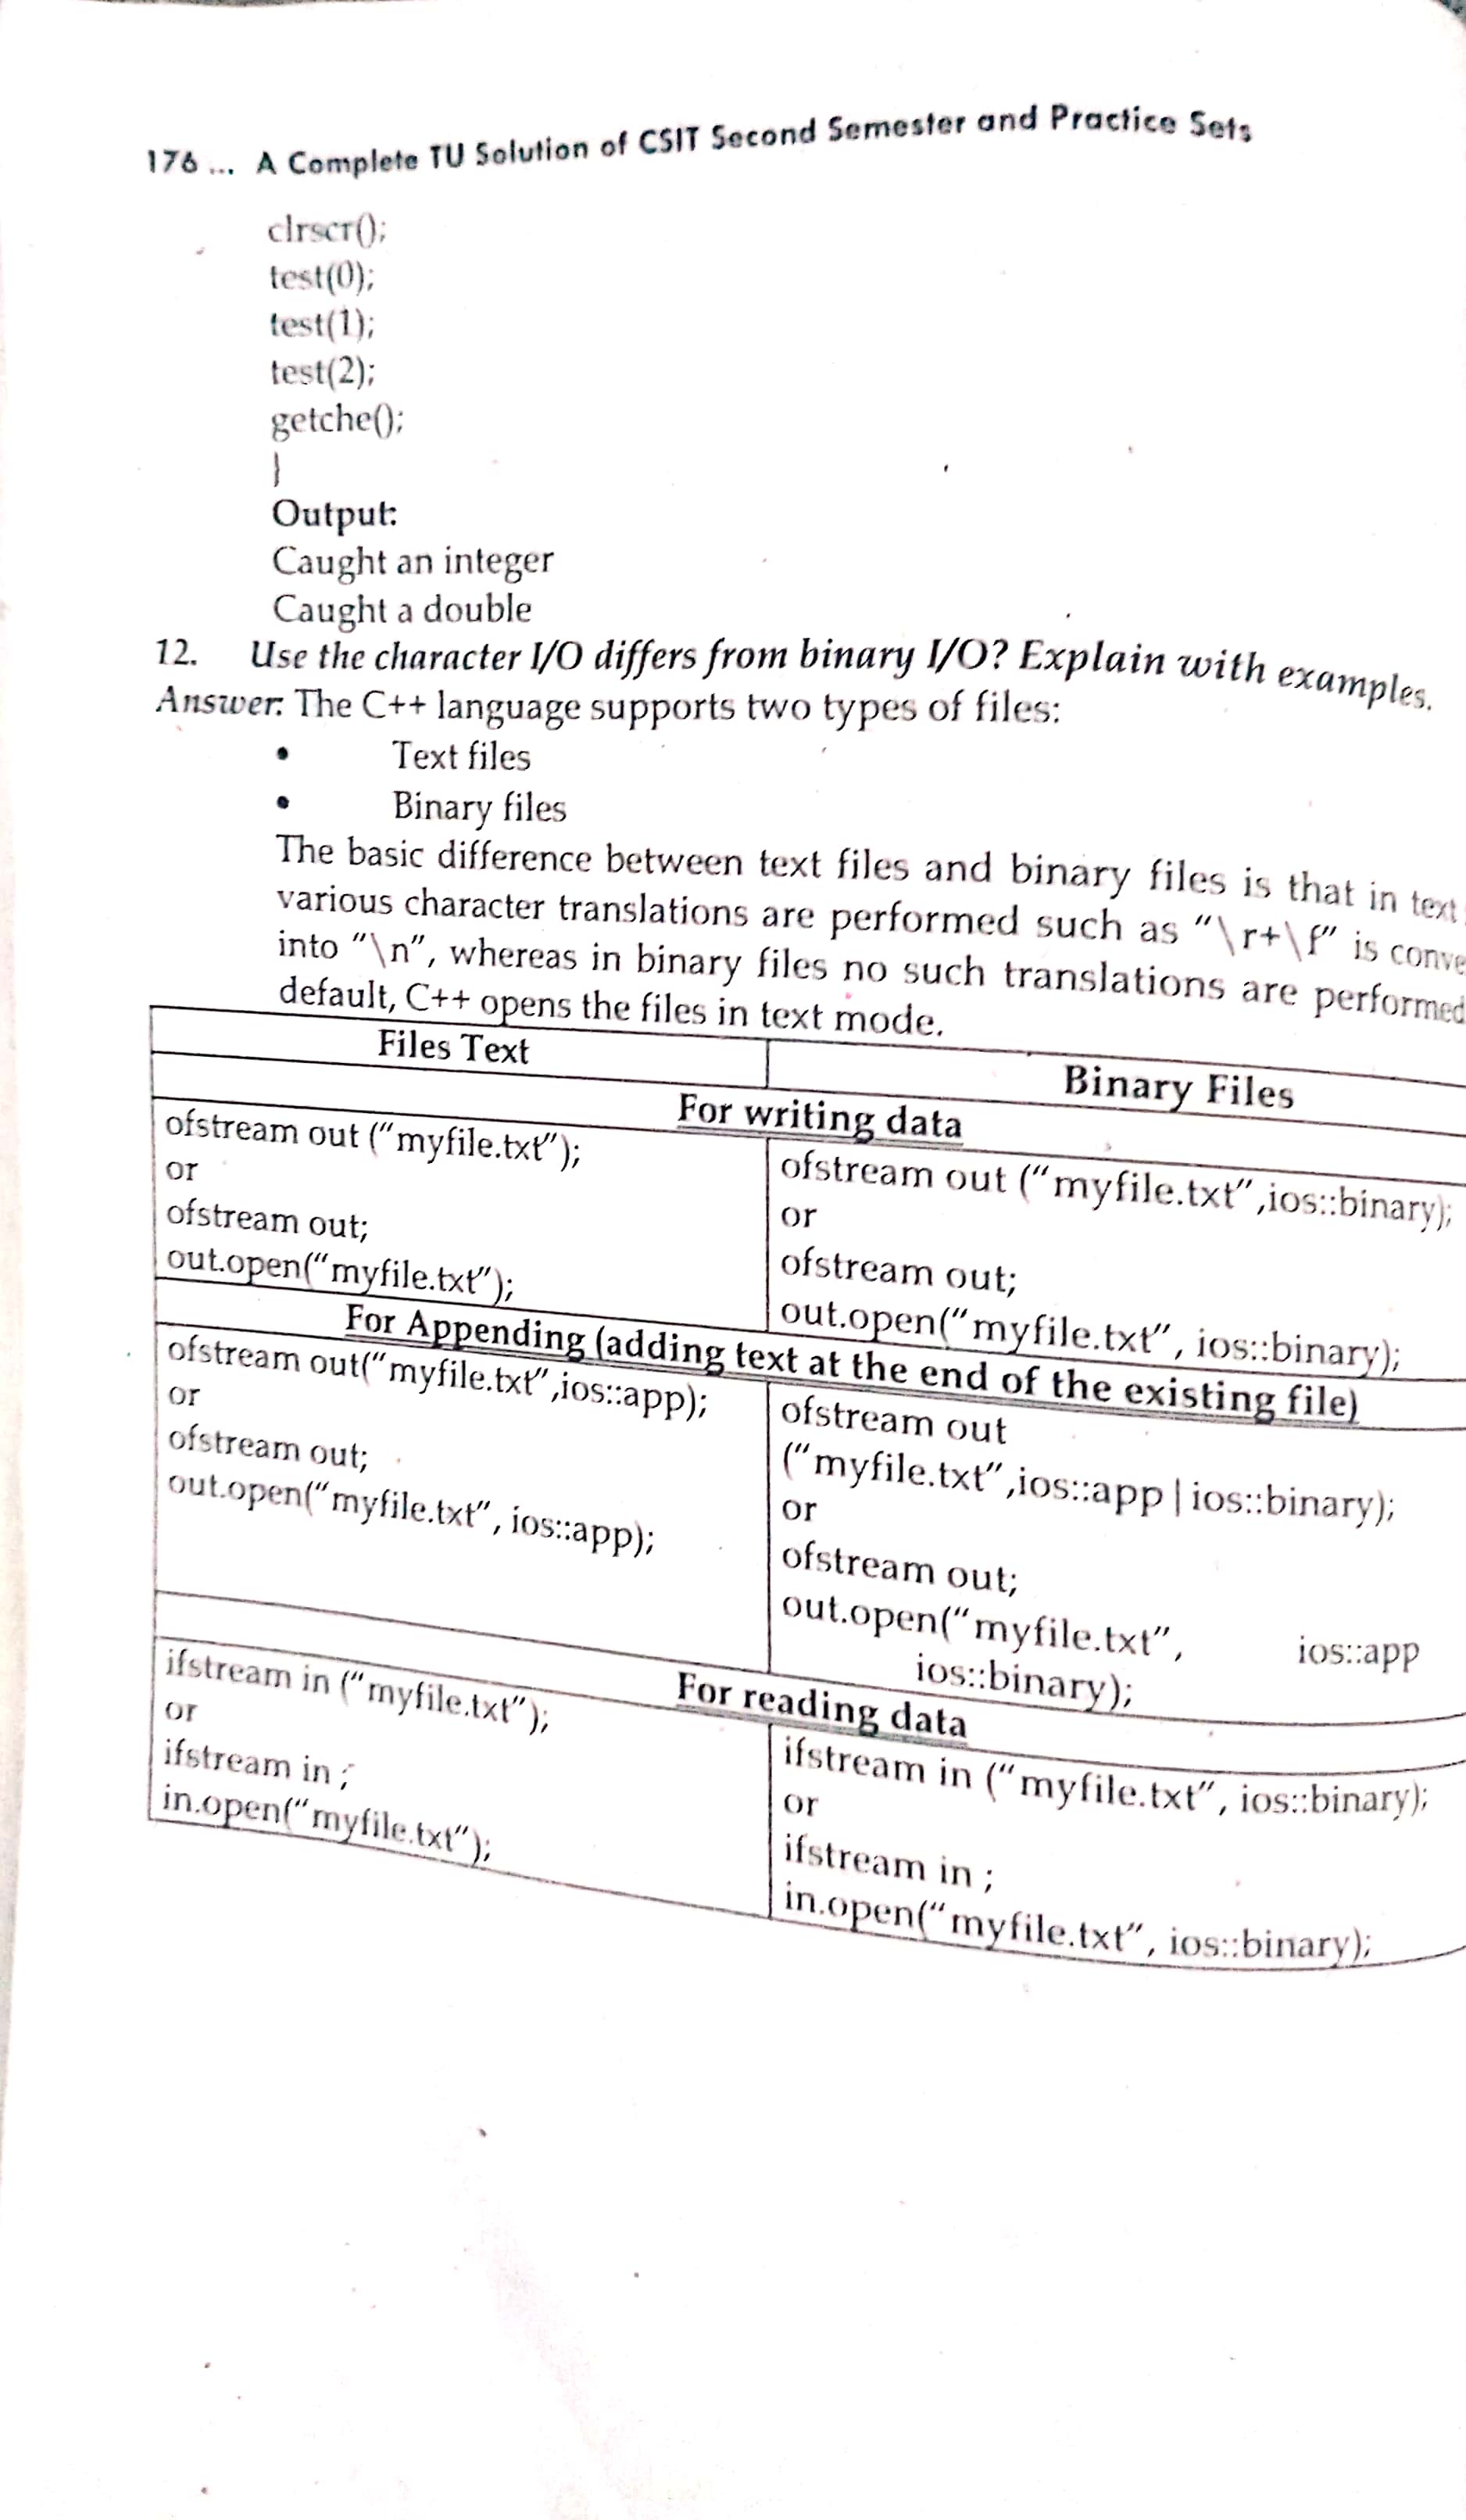 176 ... A Complete TU Solution of CSIT Second Semester and Practice Sets
clrscr();
test(0);
test(1);
test(2);
getche();
}
Output:
Caught an integer
Caught a double
12. Use the character I/O differs from binary I/O? Explain with examples.
Answer: The C++ language supports two types of files:
• Text files
• Binary files
The basic difference between text files and binary files is that in text
various character translations are performed such as “\r+\f” is conve
into “\n”, whereas in binary files no such translations are performed
default, C++ opens the files in text mode.
Files Text
Binary Files
For writing data
ofstream out (“myfile.txt”);
or
ofstream out;
out.open(“myfile.txt”);
ofstream out (“myfile.txt”,ios::binary);
or
ofstream out;
out.open(“myfile.txt”, ios::binary);
For Appending (adding text at the end of the existing file)
ofstream out(“myfile.txt”,ios::app);
or
ofstream out;
out.open(“myfile.txt”, ios::app);
ofstream out
(“myfile.txt”,ios::app | ios::binary);
or
ofstream out;
out.open(“myfile.txt”, ios::app
ios::binary);
For reading data
ifstream in (“myfile.txt”);
or
ifstream in ;
in.open(“myfile.txt”);
ifstream in (“myfile.txt”, ios::binary);
or
ifstream in ;
in.open(“myfile.txt”, ios::binary);